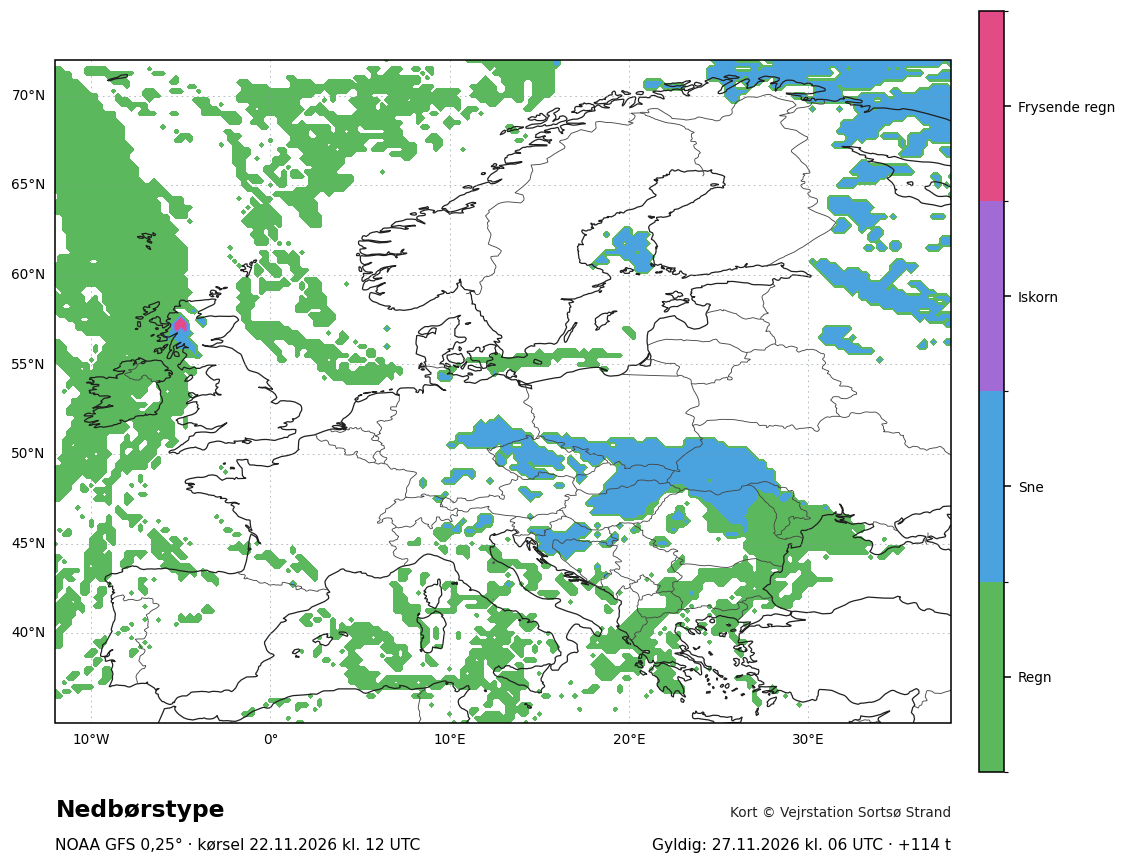 70°N
65°N
60°N
55°N
50°N
45°N
40°N
10°W
0°
10°E
20°E
30°E
Frysende regn
Iskorn
Sne
Regn
Nedbørstype
Kort © Vejrstation Sortsø Strand
NOAA GFS 0,25° · kørsel 22.11.2026 kl. 12 UTC
Gyldig: 27.11.2026 kl. 06 UTC · +114 t